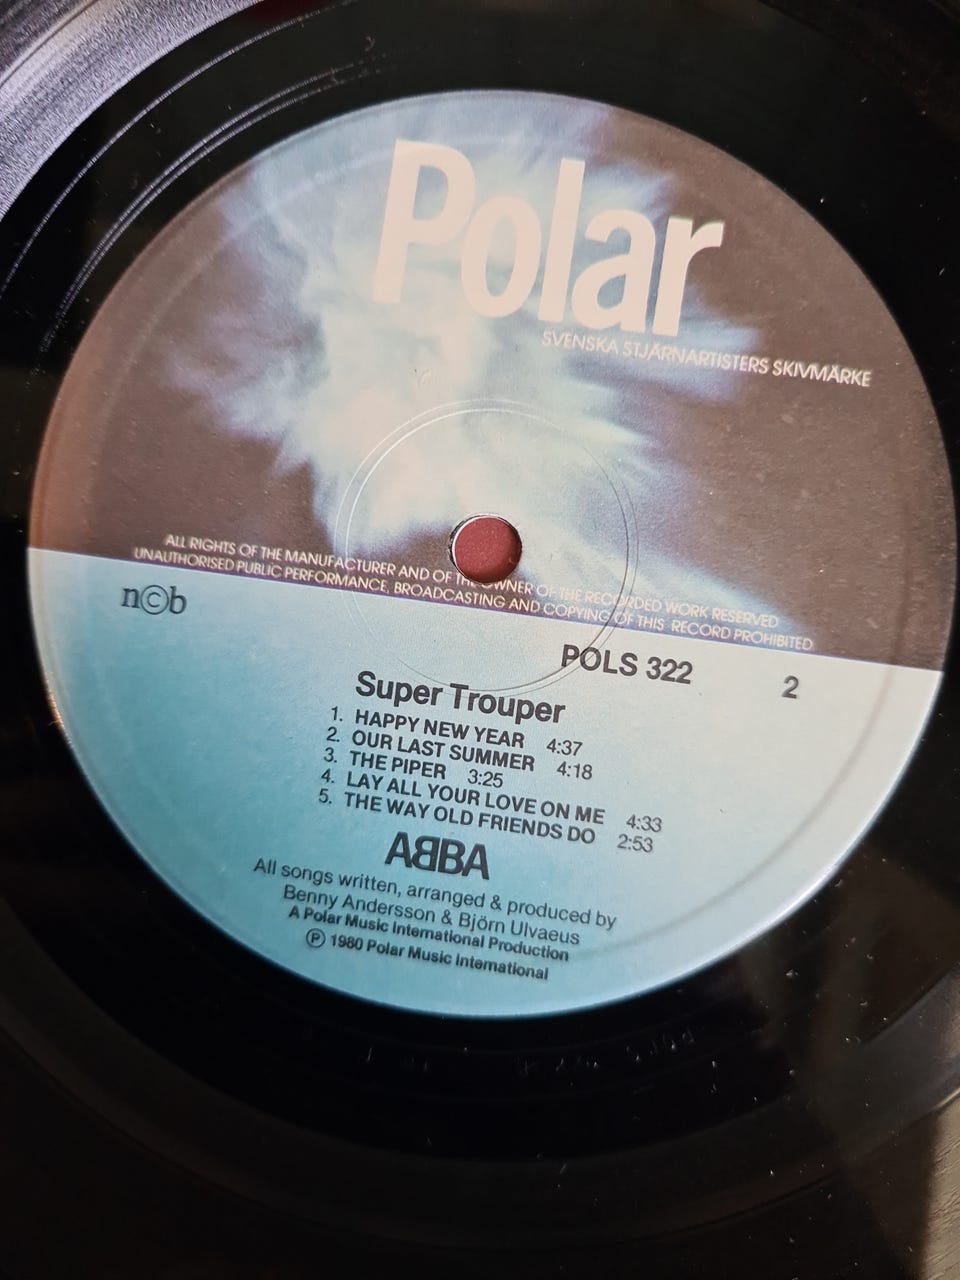 Polar
SVENSKA STJÄRNARTISTERS SKIVMÄRKE
ALL RIGHTS OF THE MANUFACTURER AND OF THE OWNER OF THE RECORDED WORK RESERVED
UNAUTHORISED PUBLIC PERFORMANCE, BROADCASTING AND COPYING OF THIS RECORD PROHIBITED
n©b
POLS 322 2
Super Trouper
1. HAPPY NEW YEAR 4:37
2. OUR LAST SUMMER 4:18
3. THE PIPER 3:25
4. LAY ALL YOUR LOVE ON ME 4:33
5. THE WAY OLD FRIENDS DO 2:53
ABBA
All songs written, arranged & produced by
Benny Andersson & Björn Ulvaeus
A Polar Music International Production
℗ 1980 Polar Music International